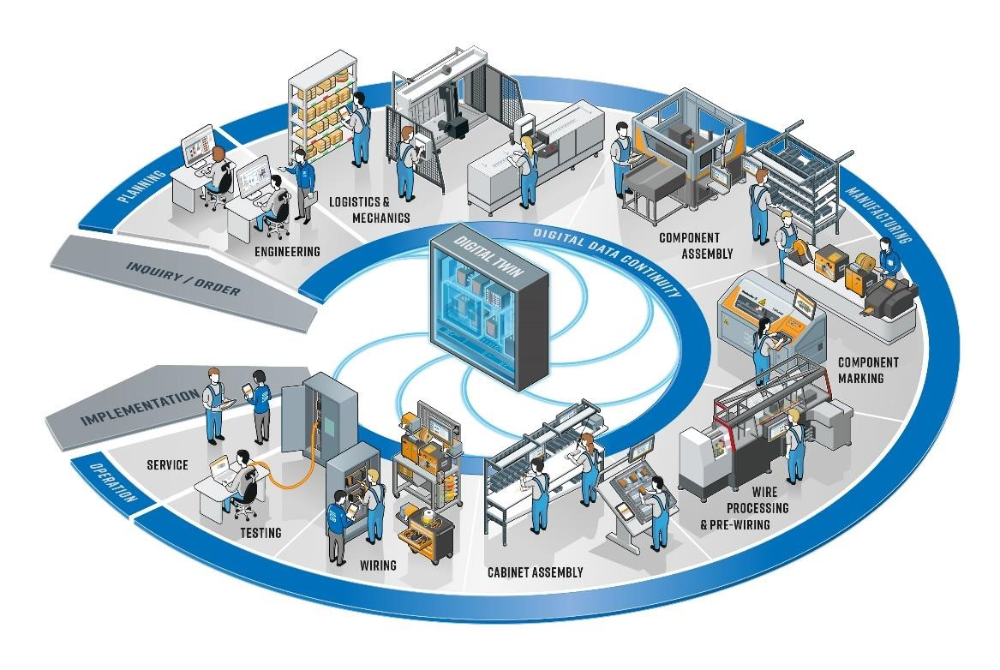 PLANNING
INQUIRY / ORDER
ENGINEERING
LOGISTICS &
MECHANICS
DIGITAL TWIN
DIGITAL DATA CONTINUITY
COMPONENT
ASSEMBLY
MANUFACTURING
COMPONENT
MARKING
WIRE
PROCESSING
& PRE-WIRING
CABINET ASSEMBLY
WIRING
TESTING
SERVICE
OPERATION
IMPLEMENTATION